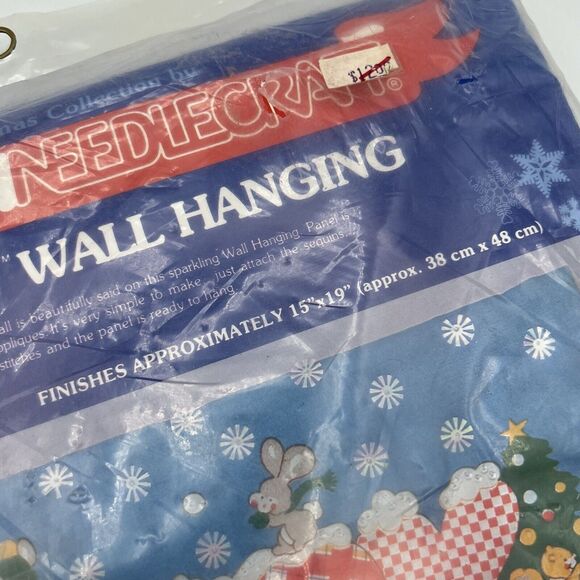 mas Collection by
$12.
NEEDLECRAFT®
™ WALL HANGING
all is beautifully said on this sparkling Wall Hanging. Panel is
ppliques. It's very simple to make... just attach the sequins,
stitches and the panel is ready to hang.
FINISHES APPROXIMATELY 15"x19" (approx. 38 cm x 48 cm)